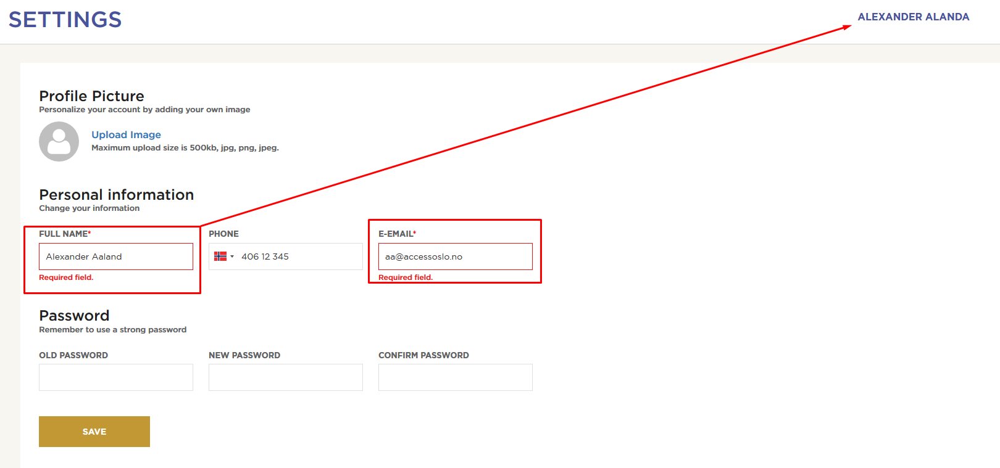 SETTINGS
ALEXANDER ALANDA
Profile Picture
Personalize your account by adding your own image
Upload Image
Maximum upload size is 500kb, jpg, png, jpeg.
Personal information
Change your information
FULL NAME* PHONE E-EMAIL*
Alexander Aaland 406 12 345 aa@accessoslo.no
Required field. Required field.
Password
Remember to use a strong password
OLD PASSWORD NEW PASSWORD CONFIRM PASSWORD
SAVE